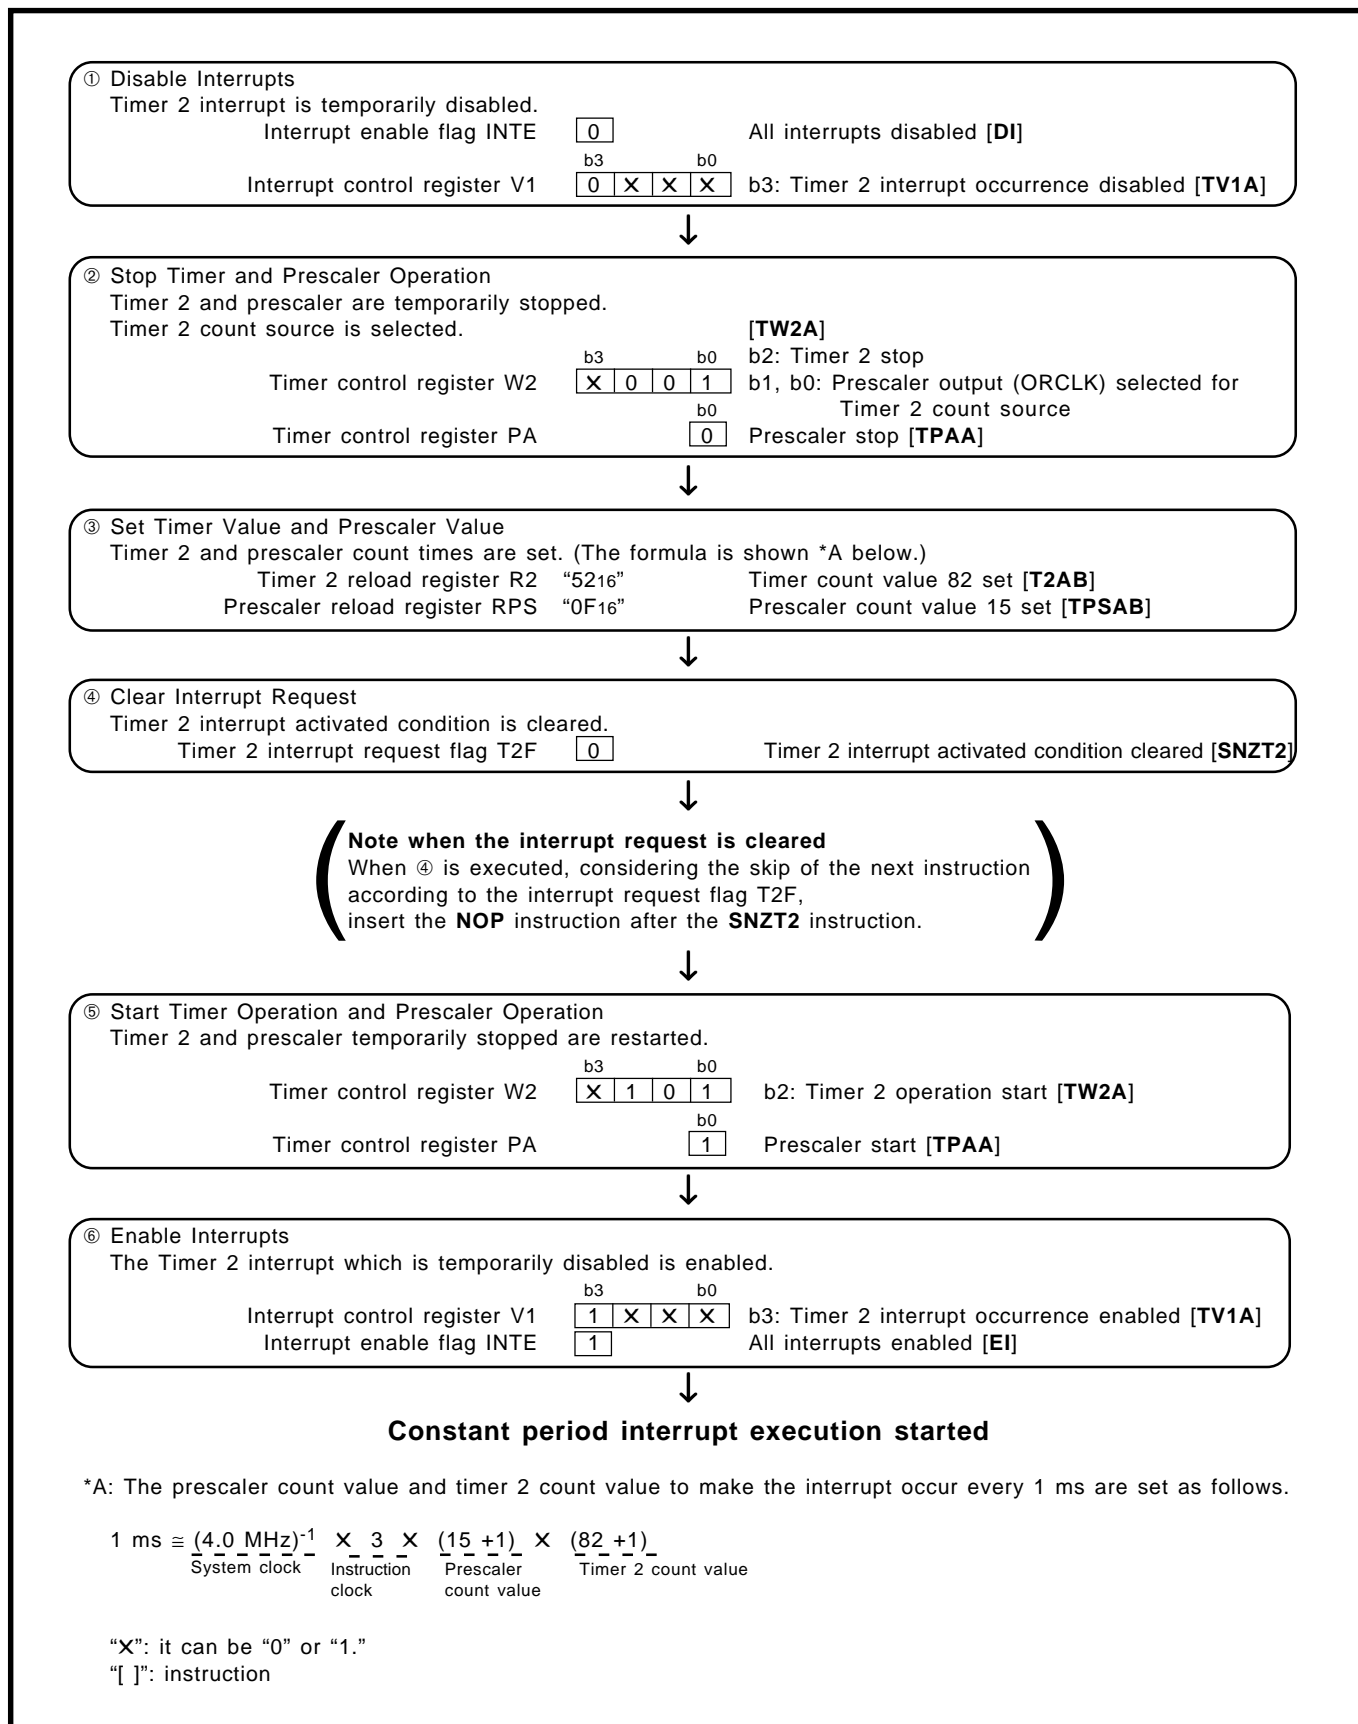 ① Disable Interrupts
Timer 2 interrupt is temporarily disabled.
Interrupt enable flag INTE 0 All interrupts disabled [DI]
b3 b0
Interrupt control register V1 0 X X X b3: Timer 2 interrupt occurrence disabled [TV1A]
↓
② Stop Timer and Prescaler Operation
Timer 2 and prescaler are temporarily stopped.
Timer 2 count source is selected. [TW2A]
b3 b0 b2: Timer 2 stop
Timer control register W2 X 0 0 1 b1, b0: Prescaler output (ORCLK) selected for
b0 Timer 2 count source
Timer control register PA 0 Prescaler stop [TPAA]
↓
③ Set Timer Value and Prescaler Value
Timer 2 and prescaler count times are set. (The formula is shown *A below.)
Timer 2 reload register R2 “5216” Timer count value 82 set [T2AB]
Prescaler reload register RPS “0F16” Prescaler count value 15 set [TPSAB]
↓
④ Clear Interrupt Request
Timer 2 interrupt activated condition is cleared.
Timer 2 interrupt request flag T2F 0 Timer 2 interrupt activated condition cleared [SNZT2]
↓
Note when the interrupt request is cleared
When ④ is executed, considering the skip of the next instruction
according to the interrupt request flag T2F,
insert the NOP instruction after the SNZT2 instruction.
↓
⑤ Start Timer Operation and Prescaler Operation
Timer 2 and prescaler temporarily stopped are restarted.
b3 b0
Timer control register W2 X 1 0 1 b2: Timer 2 operation start [TW2A]
b0
Timer control register PA 1 Prescaler start [TPAA]
↓
⑥ Enable Interrupts
The Timer 2 interrupt which is temporarily disabled is enabled.
b3 b0
Interrupt control register V1 1 X X X b3: Timer 2 interrupt occurrence enabled [TV1A]
Interrupt enable flag INTE 1 All interrupts enabled [EI]
↓
Constant period interrupt execution started
*A: The prescaler count value and timer 2 count value to make the interrupt occur every 1 ms are set as follows.
1 ms ≅ (4.0 MHz)-1 X 3 X (15 +1) X (82 +1)
System clock Instruction Prescaler Timer 2 count value
clock count value
“X”: it can be “0” or “1.”
“[ ]”: instruction